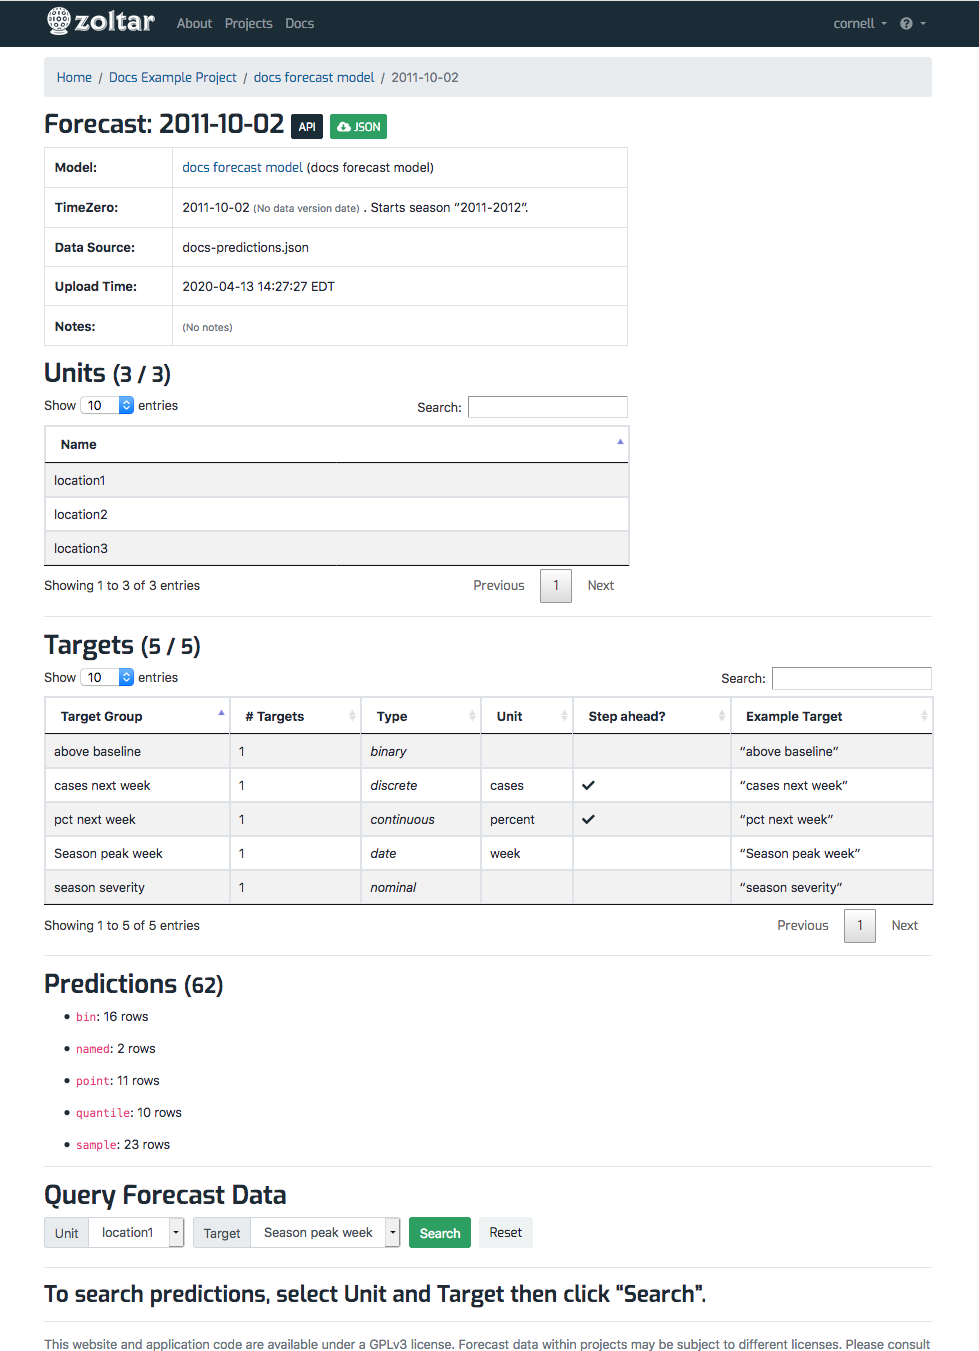 zoltar About Projects Docs cornell
Home / Docs Example Project / docs forecast model / 2011-10-02
Forecast: 2011-10-02 API JSON
Model: docs forecast model (docs forecast model)
TimeZero: 2011-10-02 (No data version date) . Starts season “2011-2012”.
Data Source: docs-predictions.json
Upload Time: 2020-04-13 14:27:27 EDT
Notes: (No notes)
Units (3 / 3)
Show 10 entries Search:
Name
location1
location2
location3
Showing 1 to 3 of 3 entries Previous 1 Next
Targets (5 / 5)
Show 10 entries Search:
Target Group # Targets Type Unit Step ahead? Example Target
above baseline 1 binary “above baseline”
cases next week 1 discrete cases ✔ “cases next week”
pct next week 1 continuous percent ✔ “pct next week”
Season peak week 1 date week “Season peak week”
season severity 1 nominal “season severity”
Showing 1 to 5 of 5 entries Previous 1 Next
Predictions (62)
• bin: 16 rows
• named: 2 rows
• point: 11 rows
• quantile: 10 rows
• sample: 23 rows
Query Forecast Data
Unit location1 Target Season peak week Search Reset
To search predictions, select Unit and Target then click “Search”.
This website and application code are available under a GPLv3 license. Forecast data within projects may be subject to different licenses. Please consult